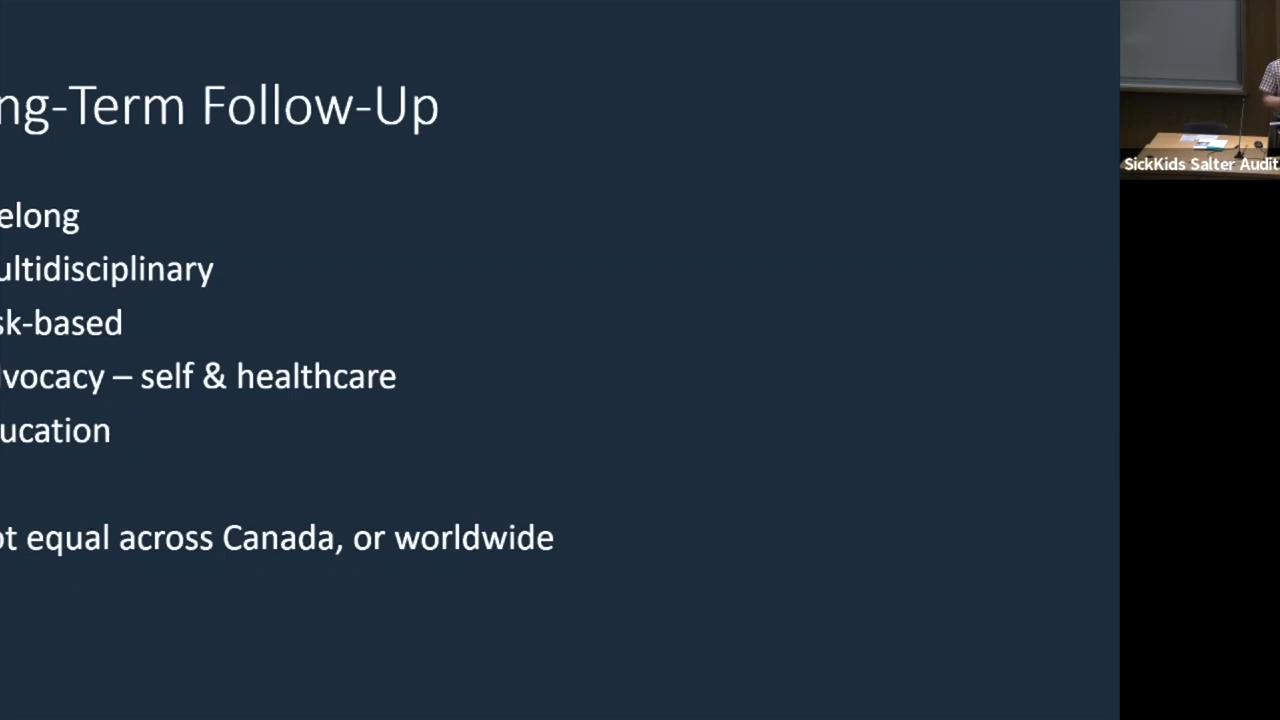 ng-Term Follow-Up
elong
ultidisciplinary
sk-based
lvocacy – self & healthcare
ucation
ot equal across Canada, or worldwide
SickKids Salter Audit